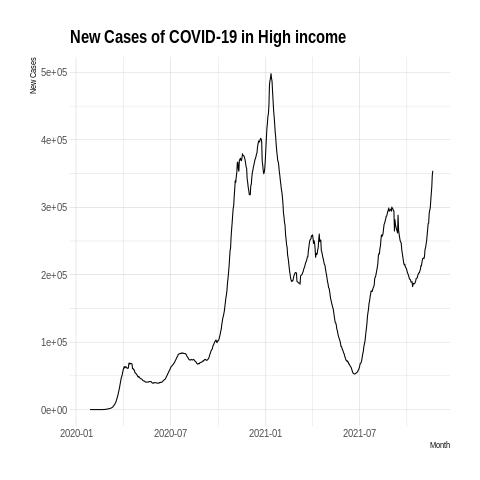 New Cases of COVID-19 in High income
New Cases
5e+05
4e+05
3e+05
2e+05
1e+05
0e+00
2020-01 2020-07 2021-01 2021-07
Month